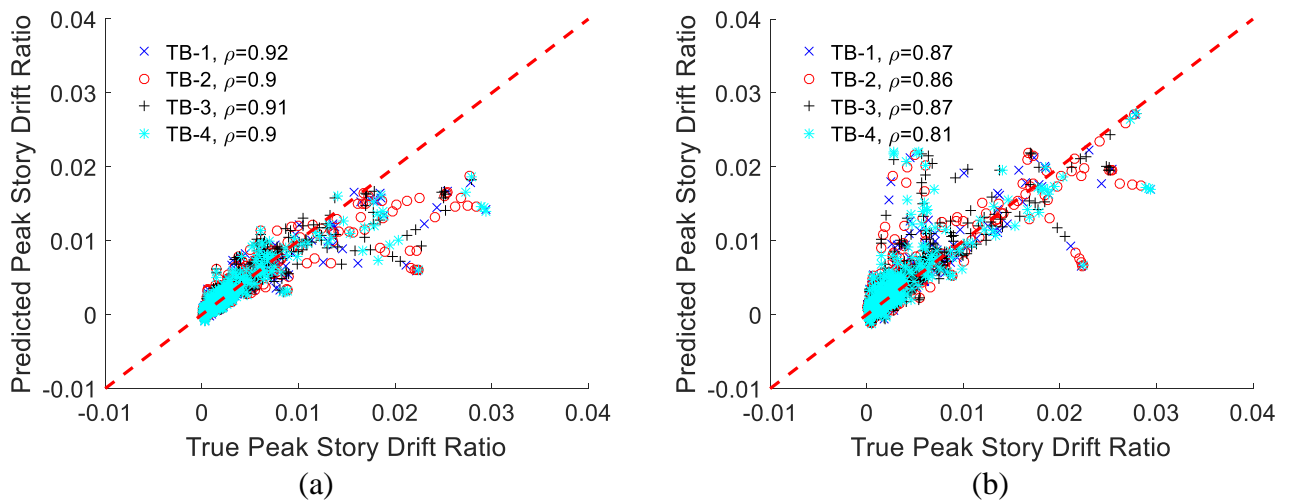 0.04
0.03
0.02
0.01
0
-0.01
Predicted Peak Story Drift Ratio
TB-1, ρ=0.92
TB-2, ρ=0.9
TB-3, ρ=0.91
TB-4, ρ=0.9
-0.01 0 0.01 0.02 0.03 0.04
True Peak Story Drift Ratio
(a)
0.04
0.03
0.02
0.01
0
-0.01
Predicted Peak Story Drift Ratio
TB-1, ρ=0.87
TB-2, ρ=0.86
TB-3, ρ=0.87
TB-4, ρ=0.81
-0.01 0 0.01 0.02 0.03 0.04
True Peak Story Drift Ratio
(b)